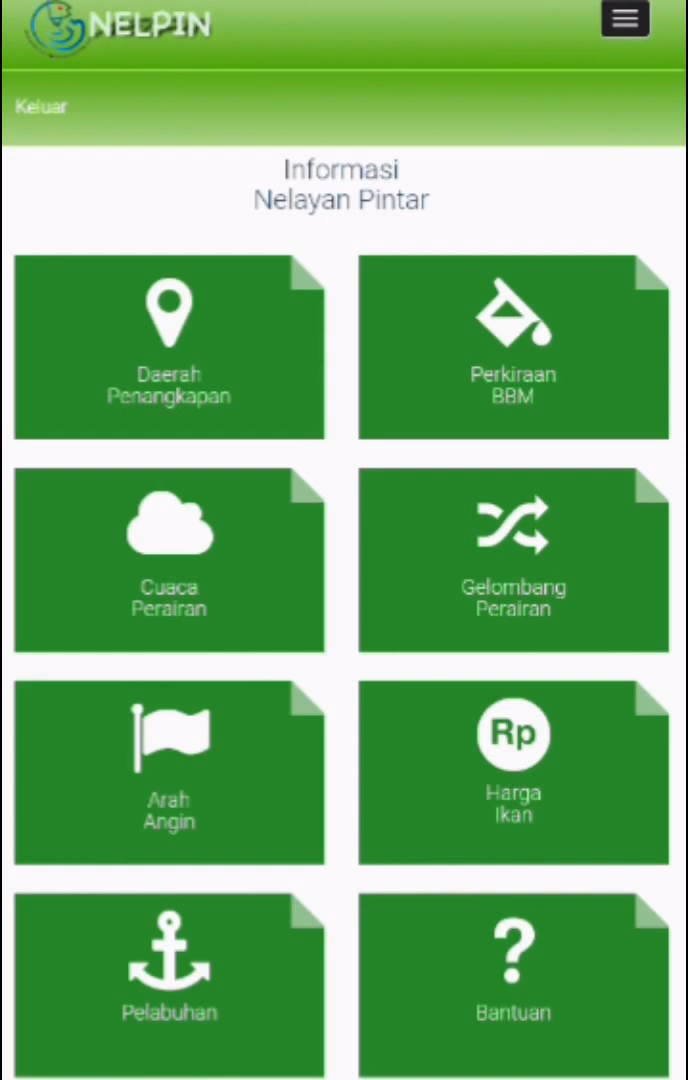 NELPIN
Keluar
Informasi
Nelayan Pintar
Daerah
Penangkapan
Perkiraan
BBM
Cuaca
Perairan
Gelombang
Perairan
Arah
Angin
Rp
Harga
Ikan
Pelabuhan
?
Bantuan